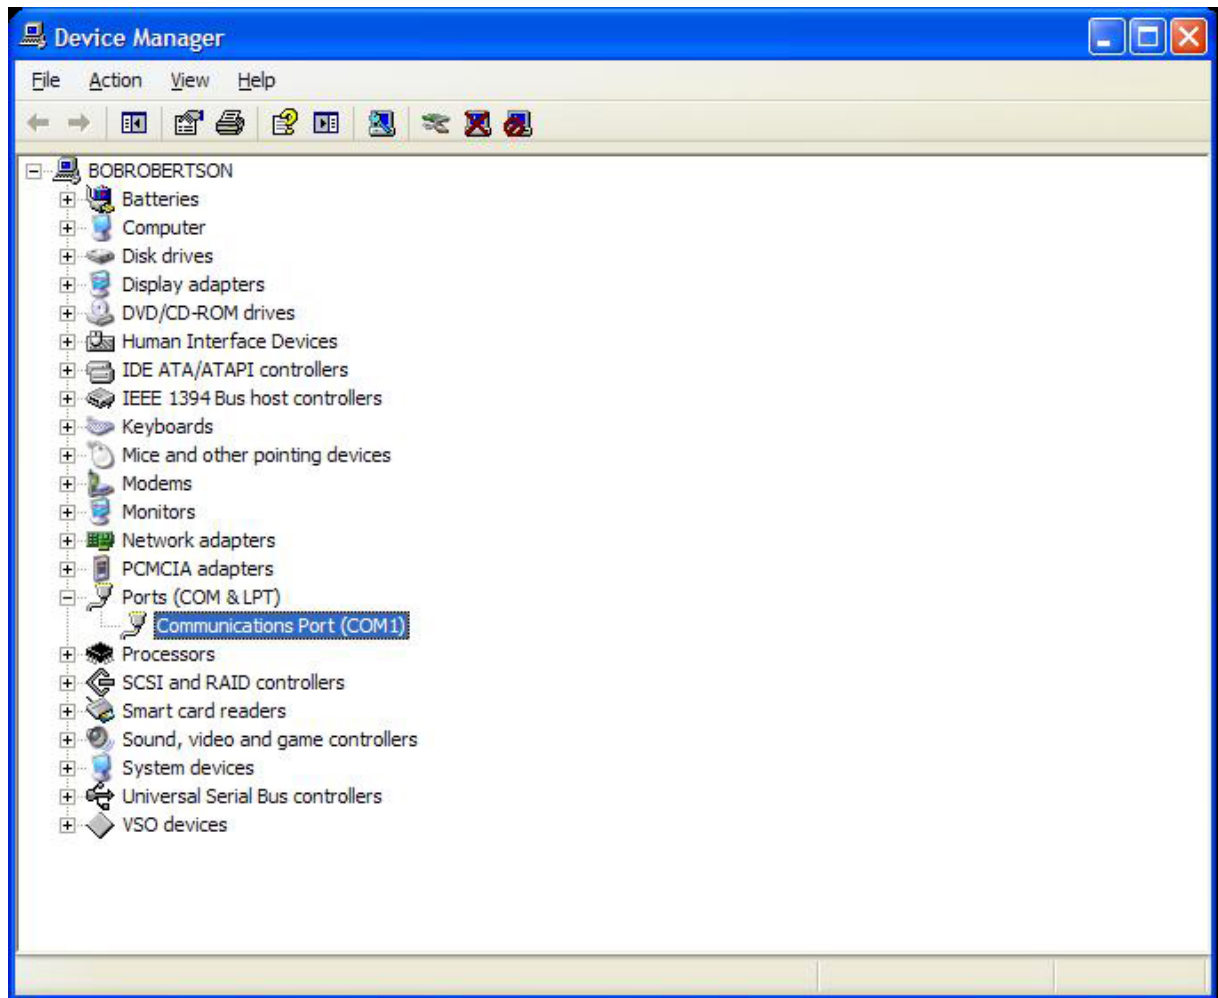 Device Manager
File Action View Help
BOBROBERTSON
Batteries
Computer
Disk drives
Display adapters
DVD/CD-ROM drives
Human Interface Devices
IDE ATA/ATAPI controllers
IEEE 1394 Bus host controllers
Keyboards
Mice and other pointing devices
Modems
Monitors
Network adapters
PCMCIA adapters
Ports (COM & LPT)
Communications Port (COM1)
Processors
SCSI and RAID controllers
Smart card readers
Sound, video and game controllers
System devices
Universal Serial Bus controllers
VSO devices